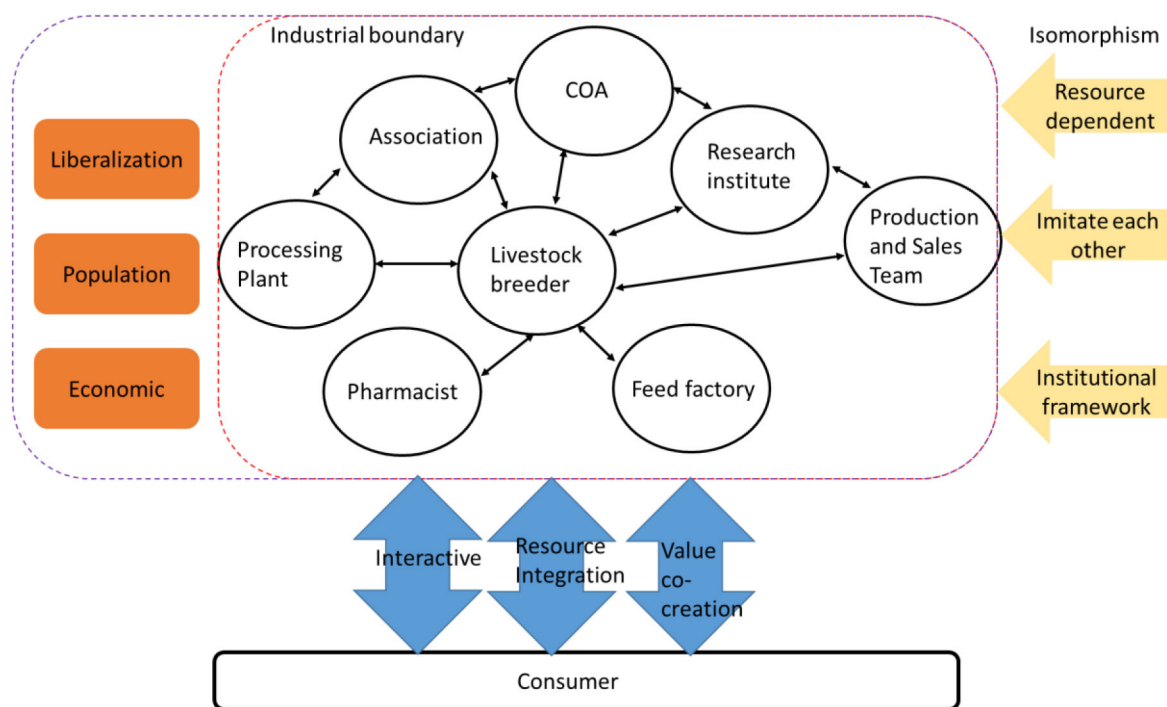 Industrial boundary
Isomorphism
COA
Resource
dependent
Association
Liberalization
Research
institute
Production
and Sales
Team
Imitate each
other
Processing
Plant
Livestock
breeder
Population
Economic
Pharmacist
Feed factory
Institutional
framework
Interactive
Resource
Integration
Value
co-
creation
Consumer